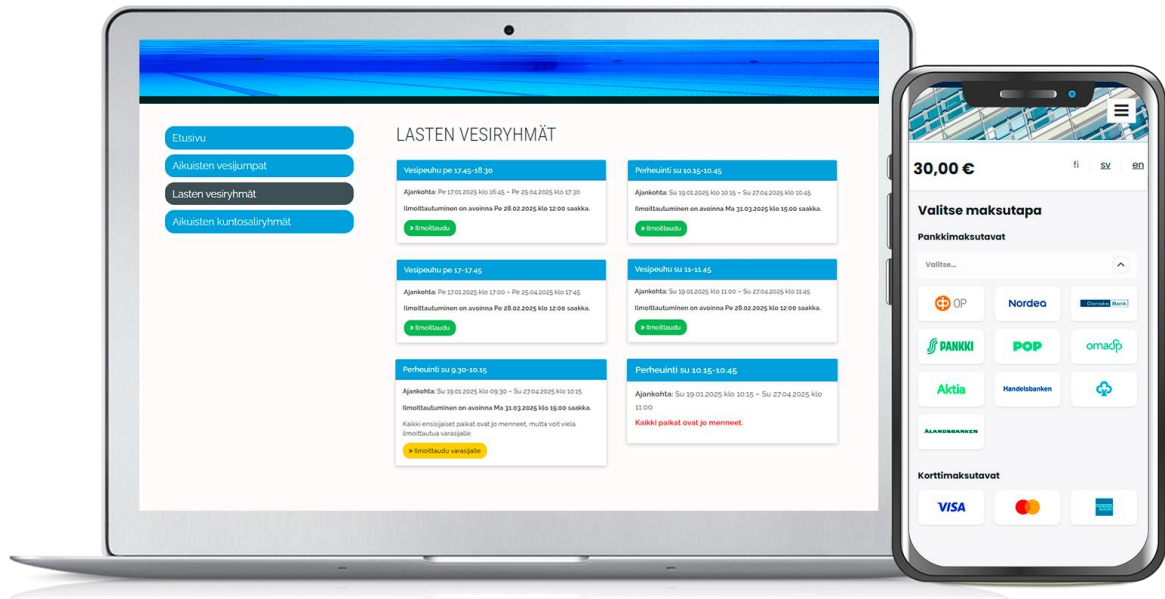 Etusivu
Aikuisten vesijumpat
Lasten vesiryhmät
Aikuisten kuntosaliryhmät
LASTEN VESIRYHMÄT
Vesipeuhu pe 17.45-18.30
Ajankohta: Pe 17.01.2025 klo 16:45 – Pe 25.04.2025 klo 17:30
Ilmoittautuminen on avoinna Pe 28.02.2025 klo 12:00 saakka.
» Ilmoittaudu
Perheuinti su 10.15-10.45
Ajankohta: Su 19.01.2025 klo 10:15 – Su 27.04.2025 klo 10:45
Ilmoittautuminen on avoinna Ma 31.03.2025 klo 15:00 saakka.
» Ilmoittaudu
Vesipeuhu pe 17-17.45
Ajankohta: Pe 17.01.2025 klo 17:00 – Pe 25.04.2025 klo 17:45
Ilmoittautuminen on avoinna Pe 28.02.2025 klo 12:00 saakka.
» Ilmoittaudu
Vesipeuhu su 11-11.45
Ajankohta: Su 19.01.2025 klo 11:00 – Su 27.04.2025 klo 11:45
Ilmoittautuminen on avoinna Pe 28.02.2025 klo 12:00 saakka.
» Ilmoittaudu
Perheuinti su 9.30-10.15
Ajankohta: Su 19.01.2025 klo 09:30 – Su 27.04.2025 klo 10:15
Ilmoittautuminen on avoinna Ma 31.03.2025 klo 15:00 saakka.
Kaikki ensisijaiset paikat ovat jo menneet, mutta voit vielä
ilmoittautua varasijalle.
» Ilmoittaudu varasijalle
Perheuinti su 10.15-10.45
Ajankohta: Su 19.01.2025 klo 10:15 – Su 27.04.2025 klo
11:00
Kaikki paikat ovat jo menneet.
30,00 €
fi sv en
Valitse maksutapa
Pankkimaksutavat
Valitse...
OP Nordea Danske Bank
S PANKKI POP omasp
Aktia Handelsbanken
ÅLANDSBANKEN
Korttimaksutavat
VISA